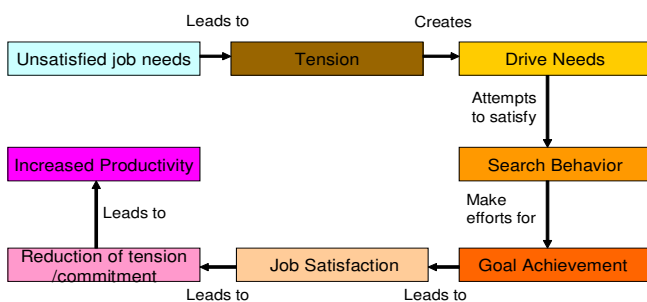 Leads to
Creates
Unsatisfied job needs
Tension
Drive Needs
Attempts
to satisfy
Increased Productivity
Search Behavior
Make
efforts for
Leads to
Reduction of tension
/commitment
Job Satisfaction
Goal Achievement
Leads to
Leads to